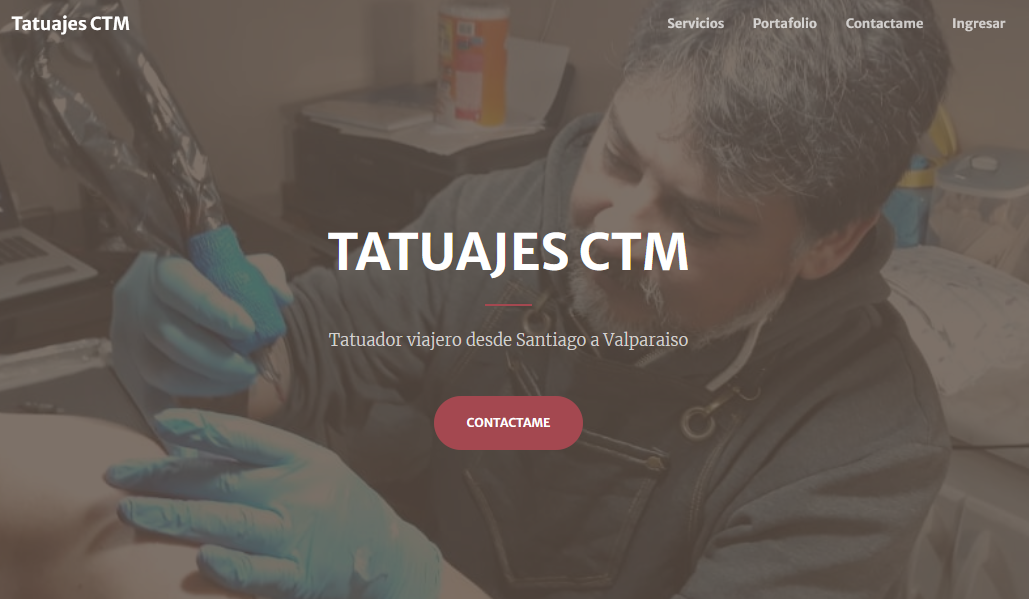 Tatuajes CTM
Servicios Portafolio Contactame Ingresar
TATUAJES CTM
Tatuador viajero desde Santiago a Valparaiso
CONTACTAME